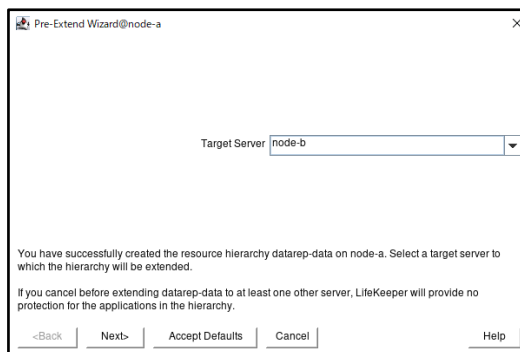 Pre-Extend Wizard@node-a
Target Server node-b
You have successfully created the resource hierarchy datarep-data on node-a. Select a target server to
which the hierarchy will be extended.
If you cancel before extending datarep-data to at least one other server, LifeKeeper will provide no
protection for the applications in the hierarchy.
<Back Next> Accept Defaults Cancel Help